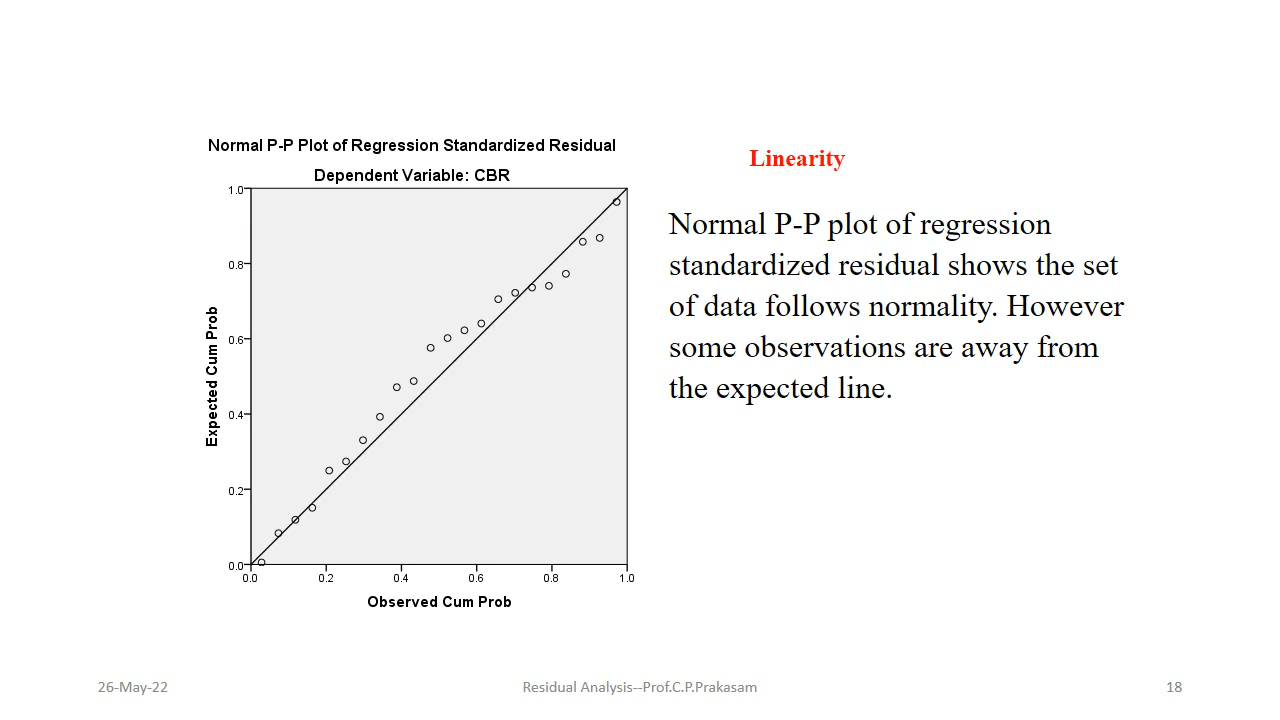 Normal P-P Plot of Regression Standardized Residual
Dependent Variable: CBR
1.0
0.8
0.6
0.4
0.2
0.0
Expected Cum Prob
0.0 0.2 0.4 0.6 0.8 1.0
Observed Cum Prob
Linearity
Normal P-P plot of regression
standardized residual shows the set
of data follows normality. However
some observations are away from
the expected line.
26-May-22
Residual Analysis--Prof.C.P.Prakasam
18